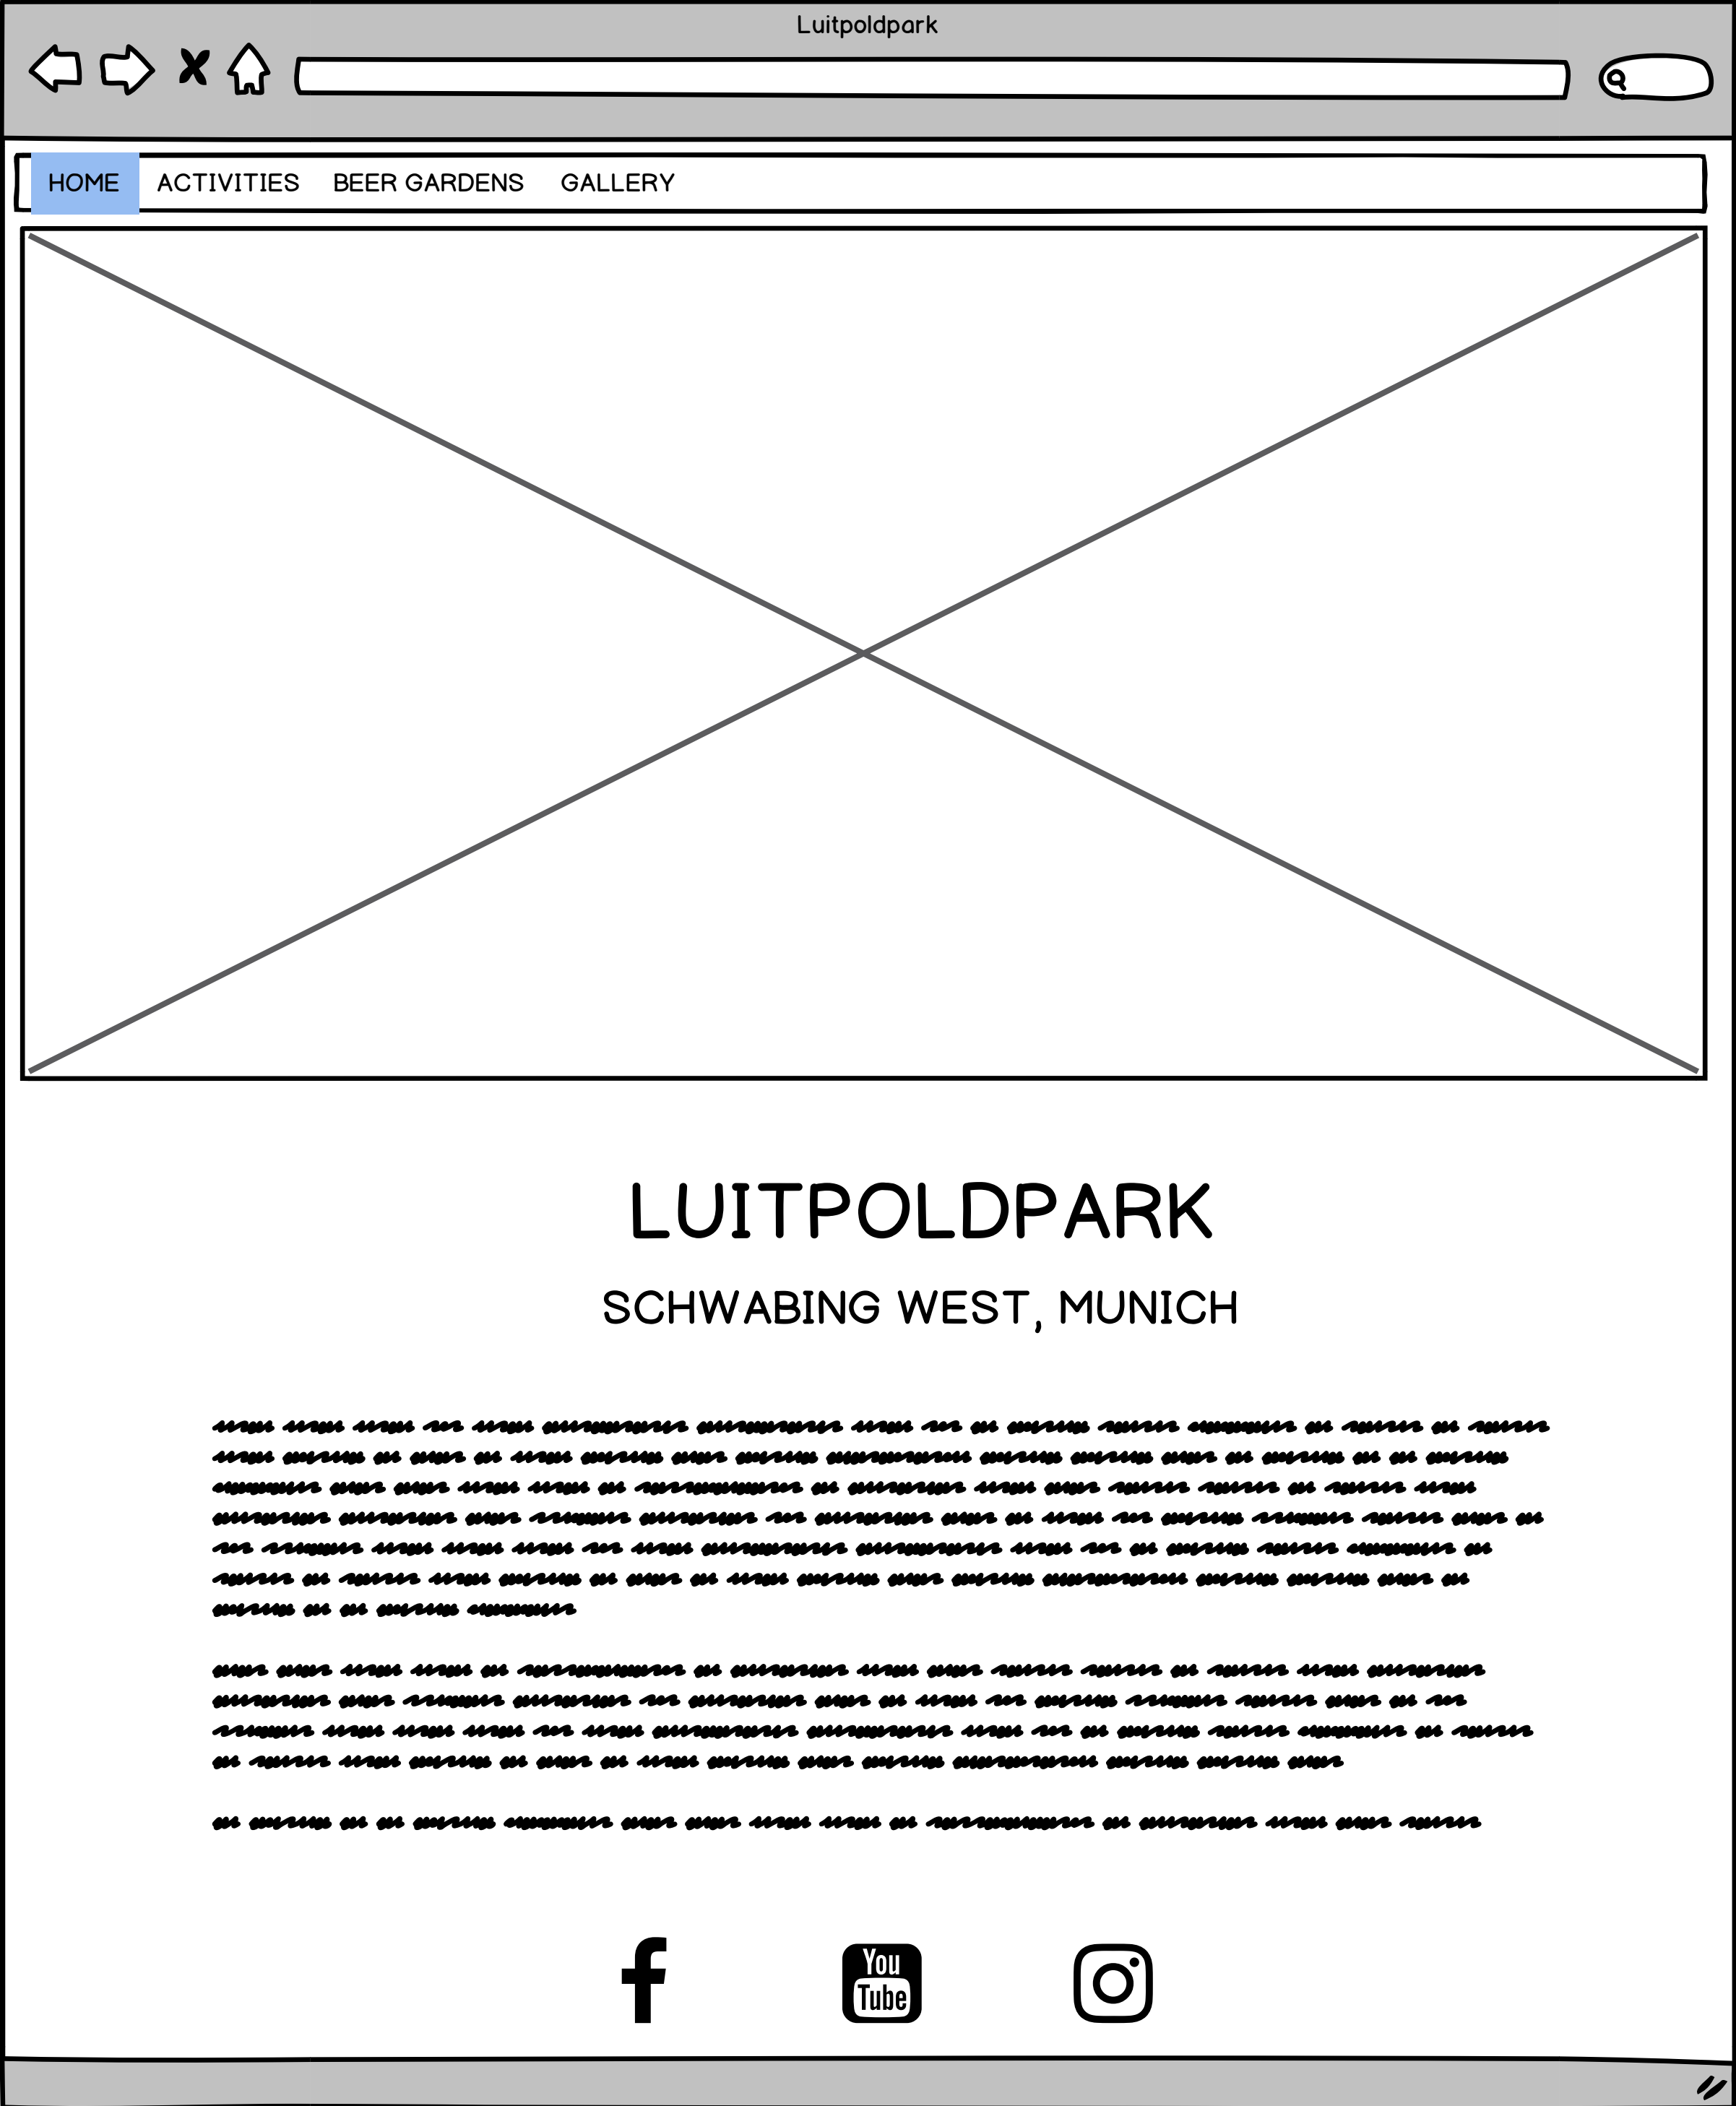 Luitpoldpark
HOME ACTIVITIES BEER GARDENS GALLERY
LUITPOLDPARK
SCHWABING WEST, MUNICH
f
You
Tube